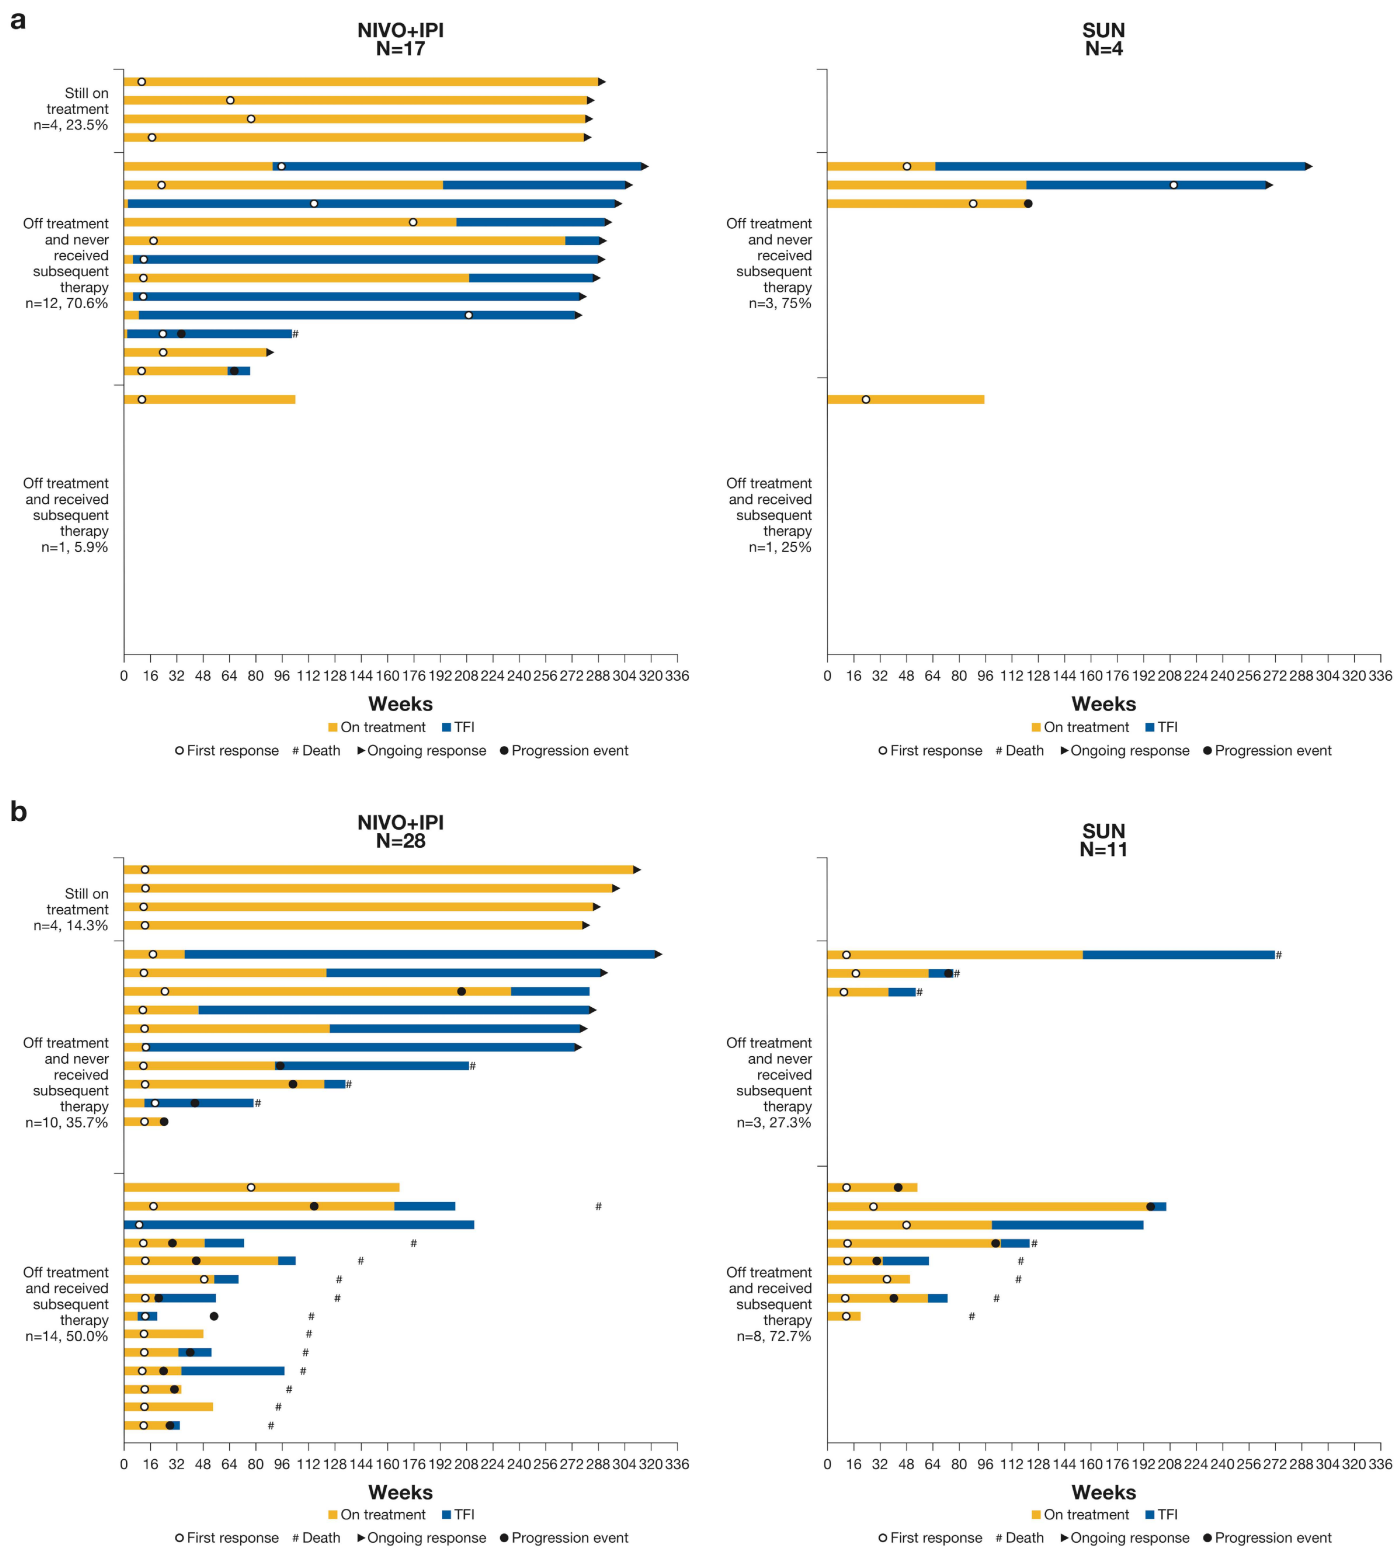 a
NIVO+IPI
N=17
SUN
N=4
Still on
treatment
n=4, 23.5%
Off treatment
and never
received
subsequent
therapy
n=12, 70.6%
#
Off treatment
and received
subsequent
therapy
n=1, 5.9%
Off treatment
and never
received
subsequent
therapy
n=3, 75%
Off treatment
and received
subsequent
therapy
n=1, 25%
0 16 32 48 64 80 96 112 128 144 160 176 192 208 224 240 256 272 288 304 320 336
Weeks
On treatment TFI
First response # Death Ongoing response Progression event
0 16 32 48 64 80 96 112 128 144 160 176 192 208 224 240 256 272 288 304 320 336
Weeks
On treatment TFI
First response # Death Ongoing response Progression event
b
NIVO+IPI
N=28
SUN
N=11
Still on
treatment
n=4, 14.3%
Off treatment
and never
received
subsequent
therapy
n=10, 35.7%
#
#
#
Off treatment
and received
subsequent
therapy
n=14, 50.0%
#
#
#
#
#
#
#
#
#
#
#
#
Off treatment
and never
received
subsequent
therapy
n=3, 27.3%
#
#
#
Off treatment
and received
subsequent
therapy
n=8, 72.7%
#
#
#
#
#
0 16 32 48 64 80 96 112 128 144 160 176 192 208 224 240 256 272 288 304 320 336
Weeks
On treatment TFI
First response # Death Ongoing response Progression event
0 16 32 48 64 80 96 112 128 144 160 176 192 208 224 240 256 272 288 304 320 336
Weeks
On treatment TFI
First response # Death Ongoing response Progression event